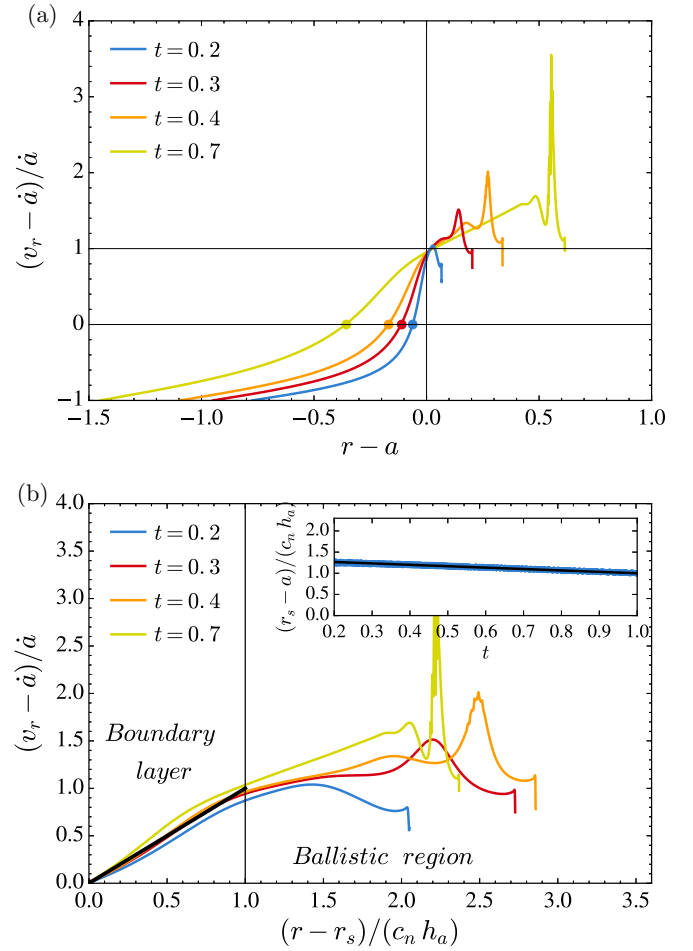 (a)
4
3
2
1
0
−1
(v_r − ȧ)/ȧ
t = 0.2
t = 0.3
t = 0.4
t = 0.7
−1.5 −1.0 −0.5 0.0 0.5 1.0
r − a
(b)
4.0
3.5
3.0
2.5
2.0
1.5
1.0
0.5
0.0
(v_r − ȧ)/ȧ
t = 0.2
t = 0.3
t = 0.4
t = 0.7
(r_s − a)/(c_n h_a)
2.0
1.5
1.0
0.5
0.0
0.2 0.3 0.4 0.5 0.6 0.7 0.8 0.9 1.0
t
Boundary
layer
Ballistic region
0.0 0.5 1.0 1.5 2.0 2.5 3.0 3.5
(r − r_s)/(c_n h_a)